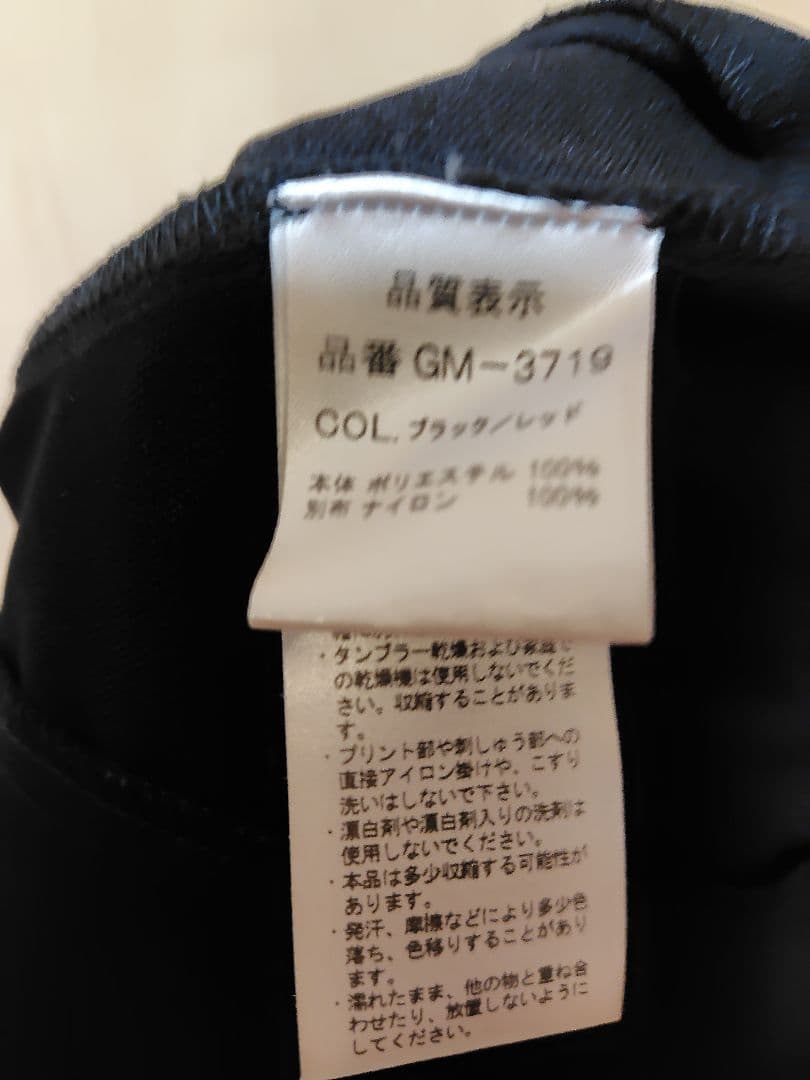 品質表示
品番 GM-3719
COL. ブラック/レッド
本体 ポリエステル 100%
別布 ナイロン 100%
・タンブラー乾燥および家庭で
の乾燥機は使用しないでくだ
さい。収縮することがありま
す。
・プリント部や刺しゅう部への
直接アイロン掛けや、こすり
洗いはしないで下さい。
・漂白剤や漂白剤入りの洗剤は
使用しないでください。
・本品は多少収縮する可能性が
あります。
・発汗、摩擦などにより多少色
落ち、色移りすることがあり
ます。
・濡れたまま、他の物と重ね合
わせたり、放置しないように
してください。